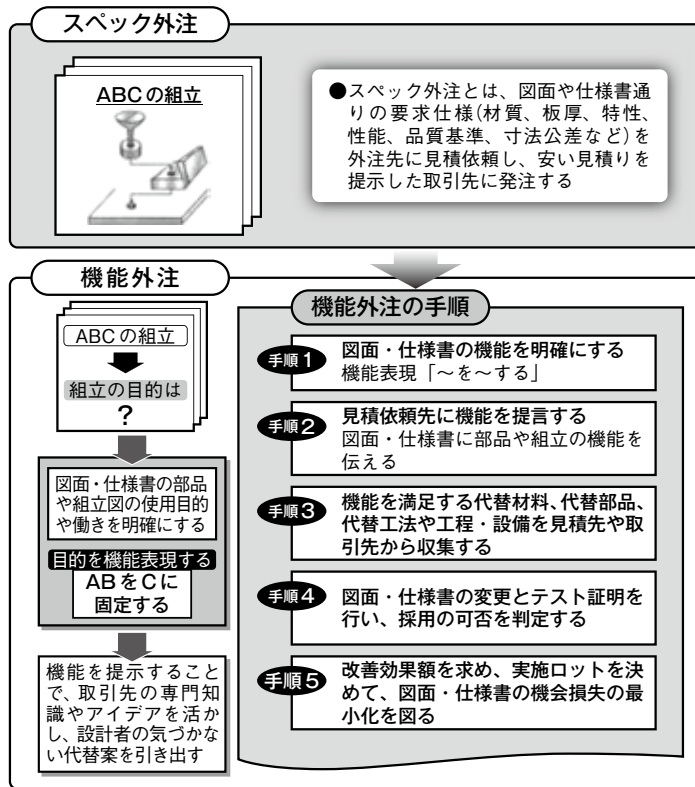 スペック外注
ABCの組立
●スペック外注とは、図面や仕様書通
りの要求仕様(材質、板厚、特性、
性能、品質基準、寸法公差など)を
外注先に見積依頼し、安い見積りを
提示した取引先に発注する
機能外注
ABCの組立
組立の目的は
?
図面・仕様書の部品
や組立図の使用目的
や働きを明確にする
目的を機能表現する
ABをCに
固定する
機能を提示すること
で、取引先の専門知
識やアイデアを活か
し、設計者の気づかな
い代替案を引き出す
機能外注の手順
手順1
図面・仕様書の機能を明確にする
機能表現「~を~する」
手順2
見積依頼先に機能を提言する
図面・仕様書に部品や組立の機能を
伝える
手順3
機能を満足する代替材料、代替部品、
代替工法や工程・設備を見積先や取
引先から収集する
手順4
図面・仕様書の変更とテスト証明を
行い、採用の可否を判定する
手順5
改善効果額を求め、実施ロットを決
めて、図面・仕様書の機会損失の最
小化を図る